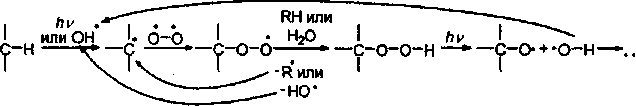 hν RH или
или OH• •O–O• H₂O hν
C–H C• C–O–O• C–O–O–H C–O• + •O–H ...
-R• или
-HO•